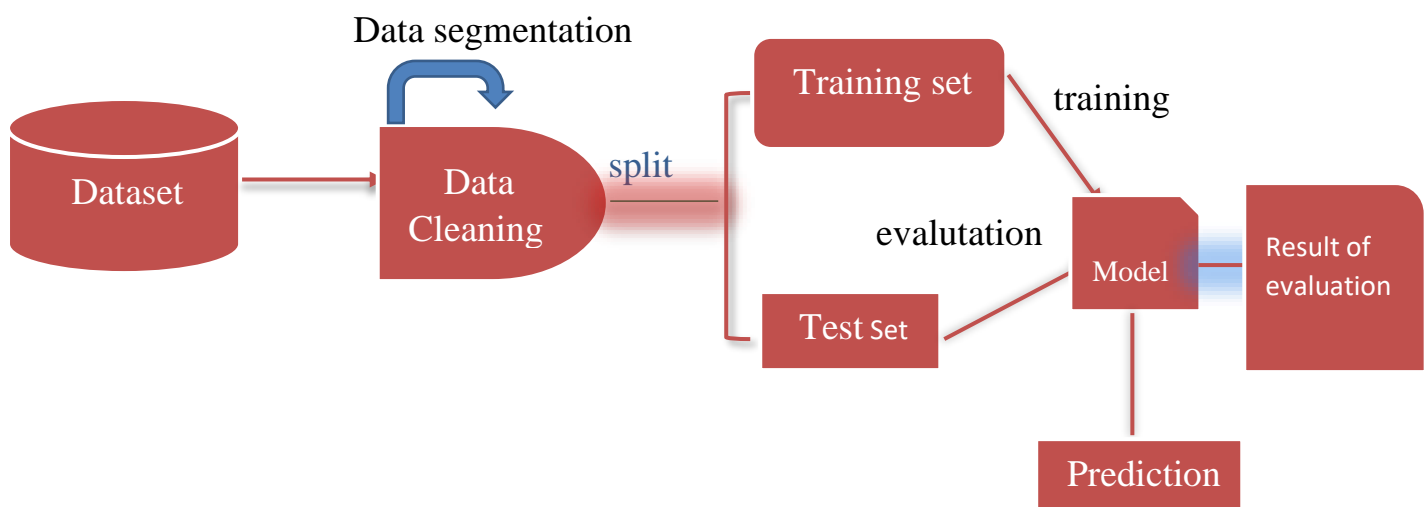 Data segmentation
Dataset
Data
Cleaning
split
Training set
training
evalutation
Test Set
Model
Result of
evaluation
Prediction